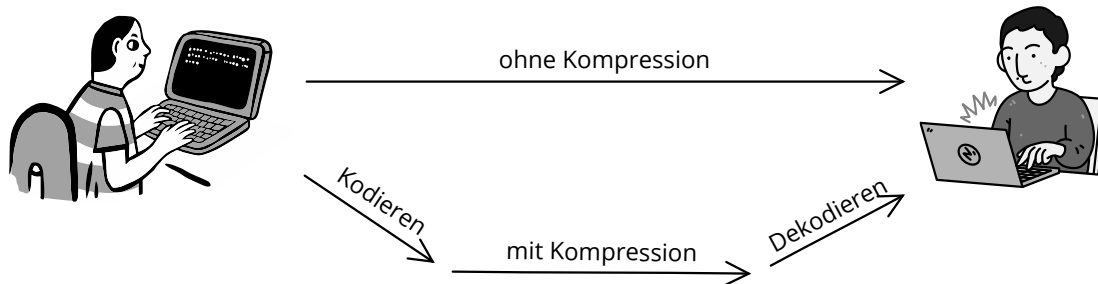 ohne Kompression
Kodieren
mit Kompression
Dekodieren